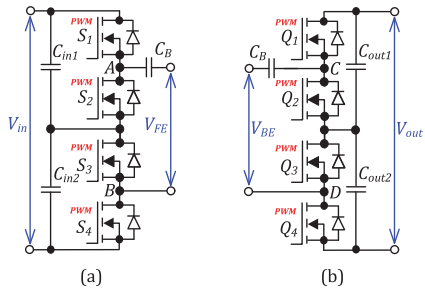 PWM
S1
Cin1
A
CB
PWM
S2
Vin
VFE
PWM
S3
Cin2
B
PWM
S4
(a)
PWM
Q1
CB
C
Cout1
PWM
Q2
VBE
Vout
PWM
Q3
Cout2
D
PWM
Q4
(b)